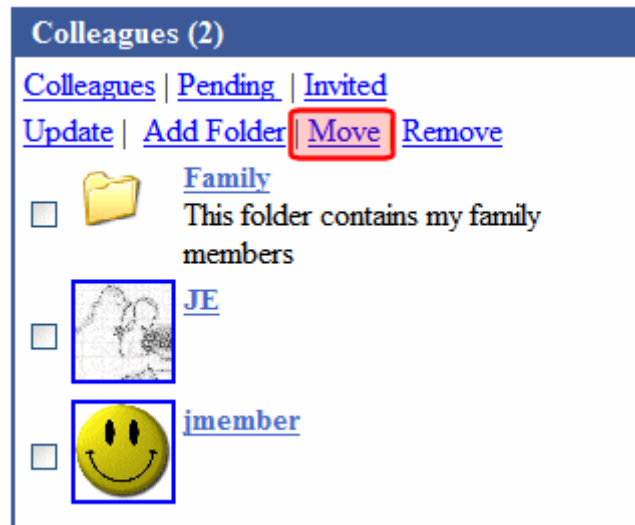 Colleagues (2)
Colleagues | Pending | Invited
Update | Add Folder | Move Remove
Family
This folder contains my family
members
JE
jmember